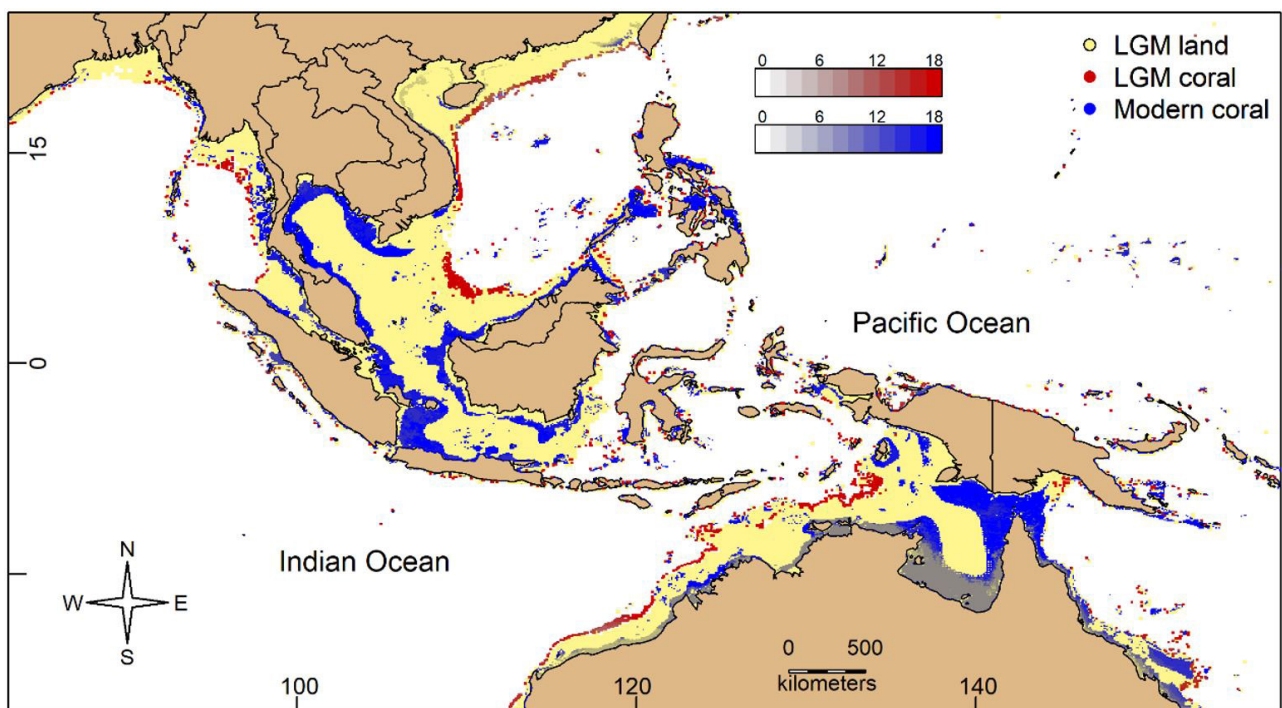 0 6 12 18
LGM land
LGM coral
0 6 12 18
Modern coral
15
Pacific Ocean
0
Indian Ocean
N
W E
S
0 500
kilometers
100 120 140